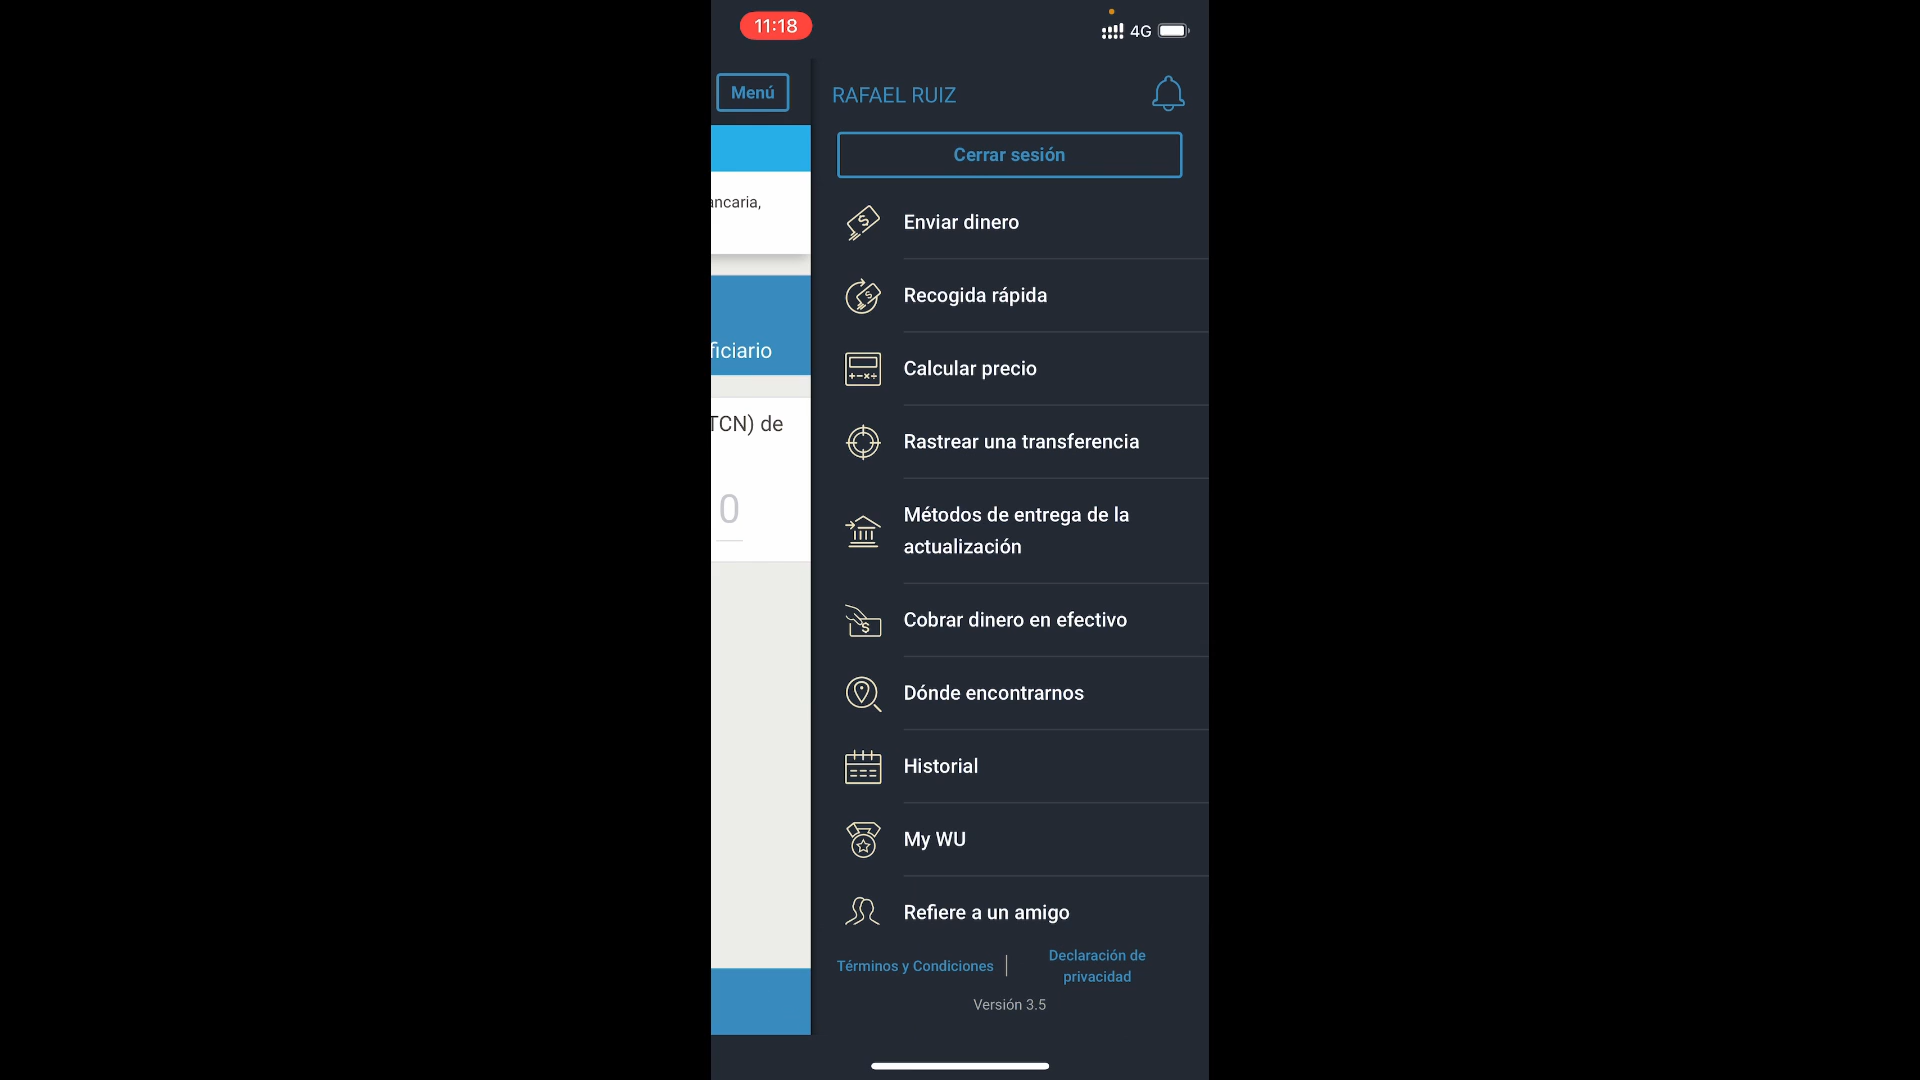 11:18
4G
Menú
RAFAEL RUIZ
Cerrar sesión
ancaria,
Enviar dinero
Recogida rápida
ficiario
Calcular precio
TCN) de
Rastrear una transferencia
0
Métodos de entrega de la
actualización
Cobrar dinero en efectivo
Dónde encontrarnos
Historial
My WU
Refiere a un amigo
Términos y Condiciones
Declaración de
privacidad
Versión 3.5